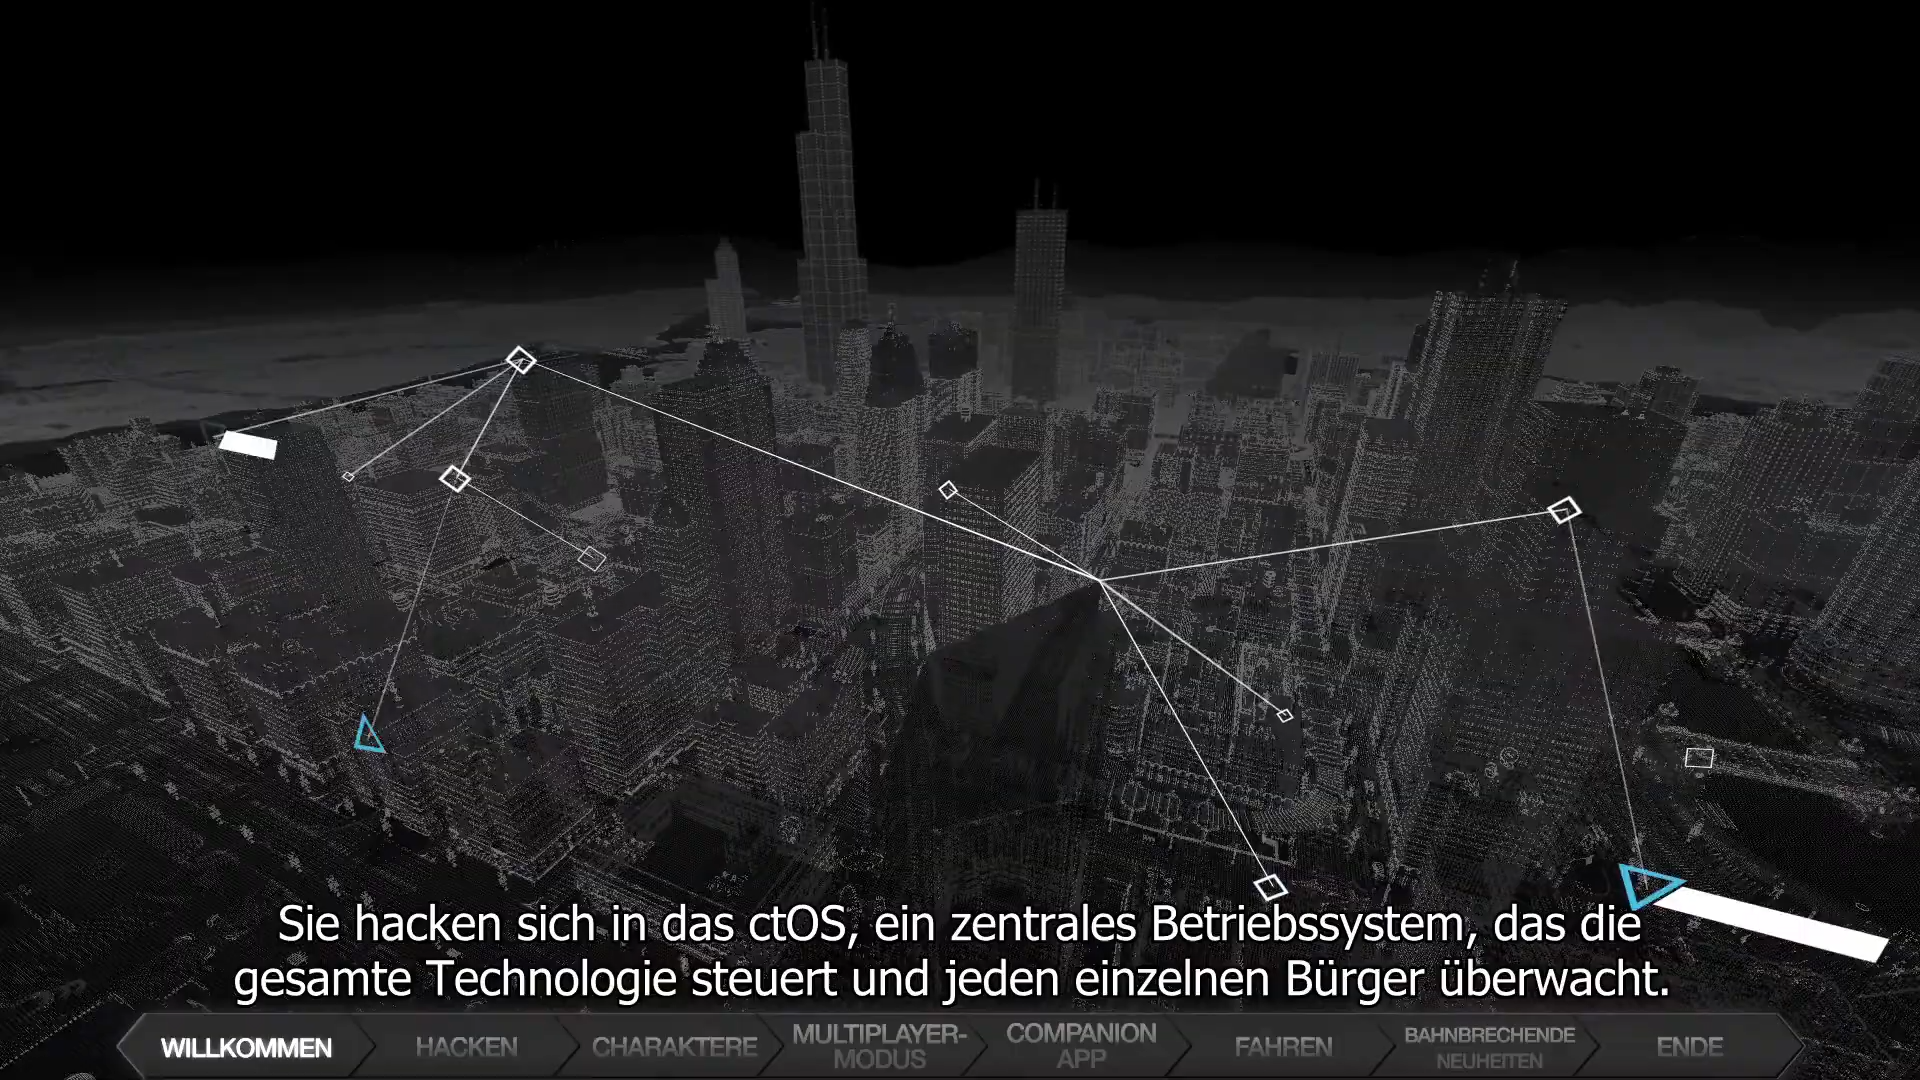 Sie hacken sich in das ctOS, ein zentrales Betriebssystem, das die
gesamte Technologie steuert und jeden einzelnen Bürger überwacht.
WILLKOMMEN
HACKEN
CHARAKTERE
MULTIPLAYER-
MODUS
COMPANION
APP
FAHREN
BAHNBRECHENDE
NEUHEITEN
ENDE